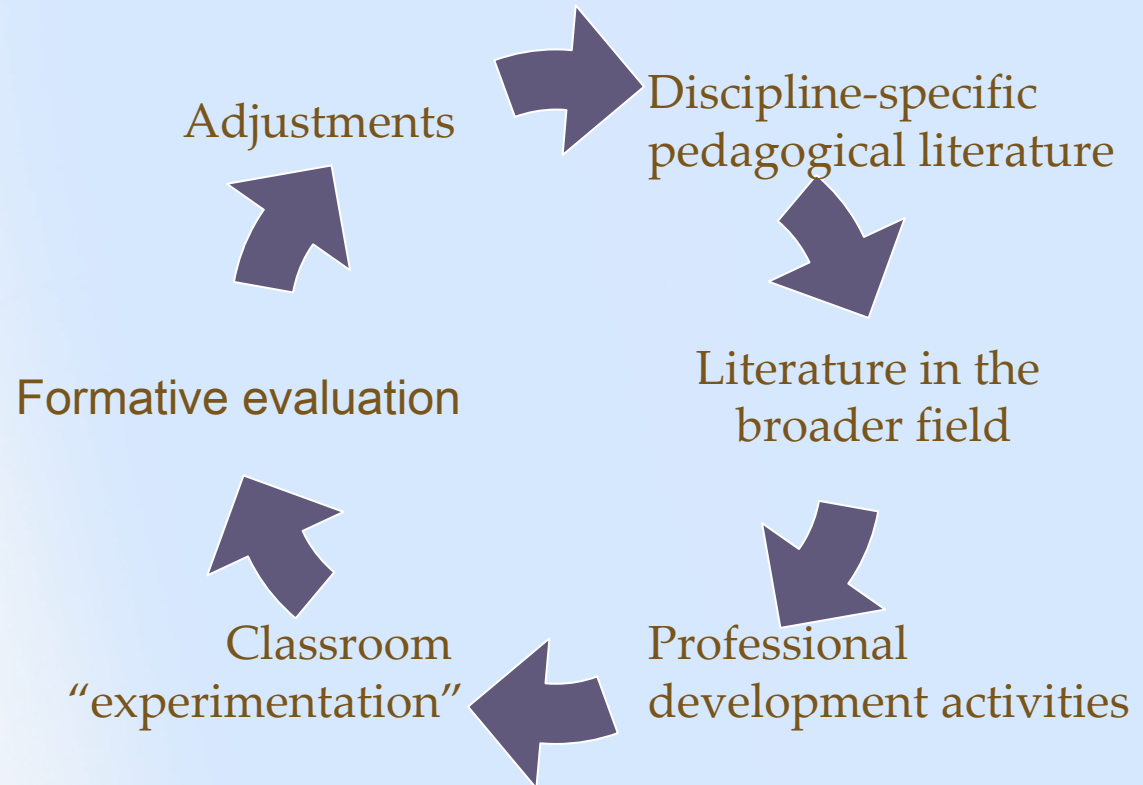 Adjustments
Discipline-specific
pedagogical literature
Literature in the
broader field
Professional
development activities
Classroom
“experimentation”
Formative evaluation